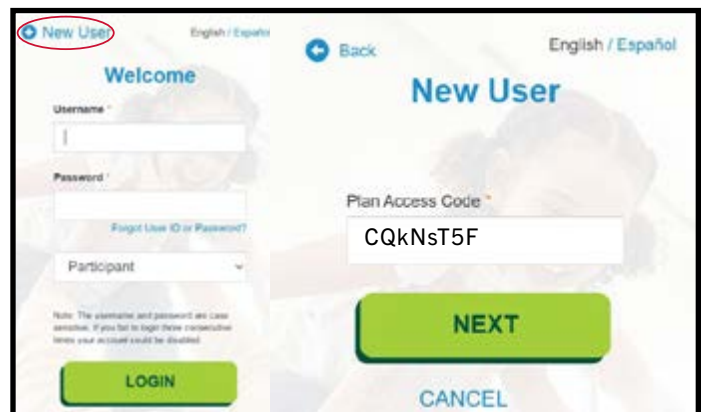 New User
English / Español
Welcome
Username *
Password *
Forgot User ID or Password?
Participant
Note: The username and password are case
sensitive. If you fail to login three consecutive
times your account could be disabled.
LOGIN
Back
English / Español
New User
Plan Access Code *
CQkNsT5F
NEXT
CANCEL